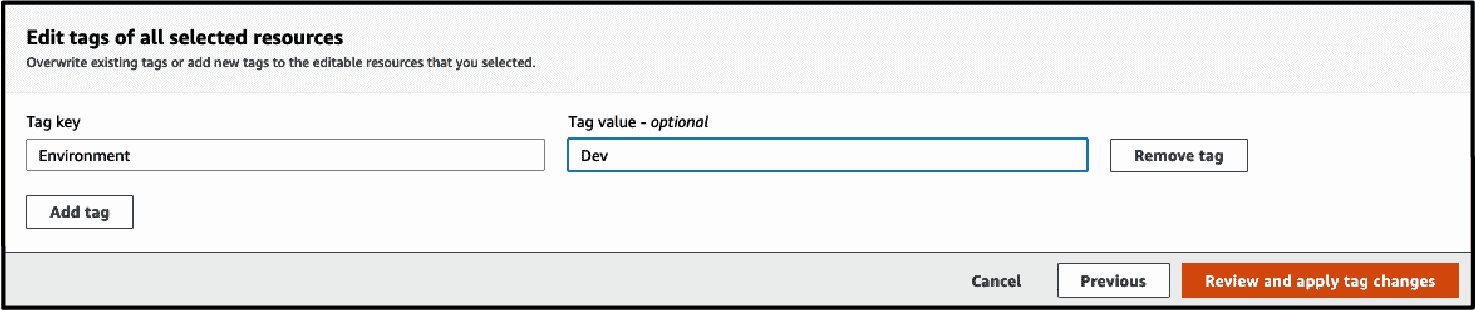 Edit tags of all selected resources
Overwrite existing tags or add new tags to the editable resources that you selected.
Tag key
Tag value - optional
Environment
Dev
Remove tag
Add tag
Cancel
Previous
Review and apply tag changes